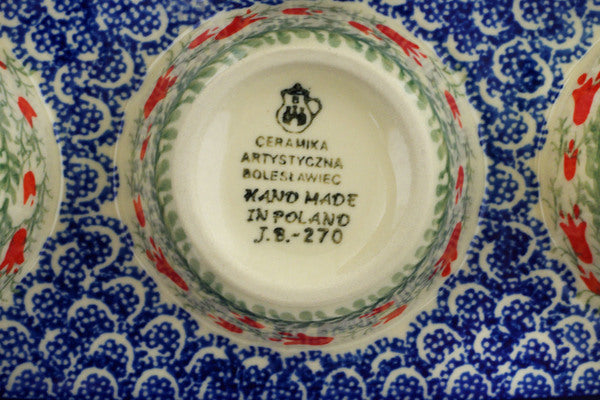 CERAMIKA
ARTYSTYCZNA
BOLESŁAWIEC
HAND MADE
IN POLAND
J.B.-270